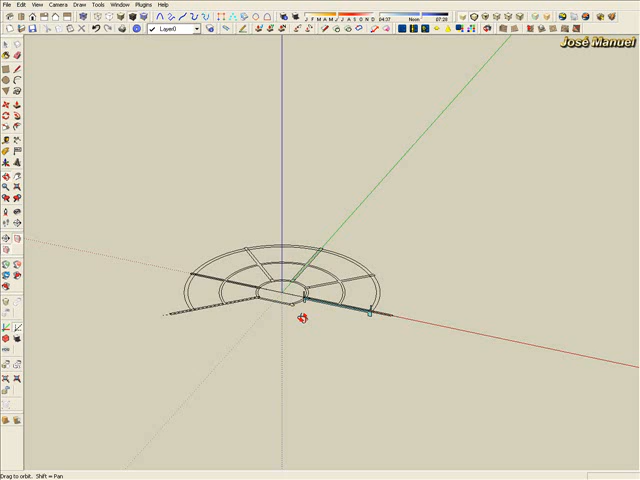 File Edit View Camera Draw Tools Window Plugins Help
J F M A M J J A S O N D 04:37 Noon 07:20
Layer0
José Manuel
Drag to orbit. Shift = Pan